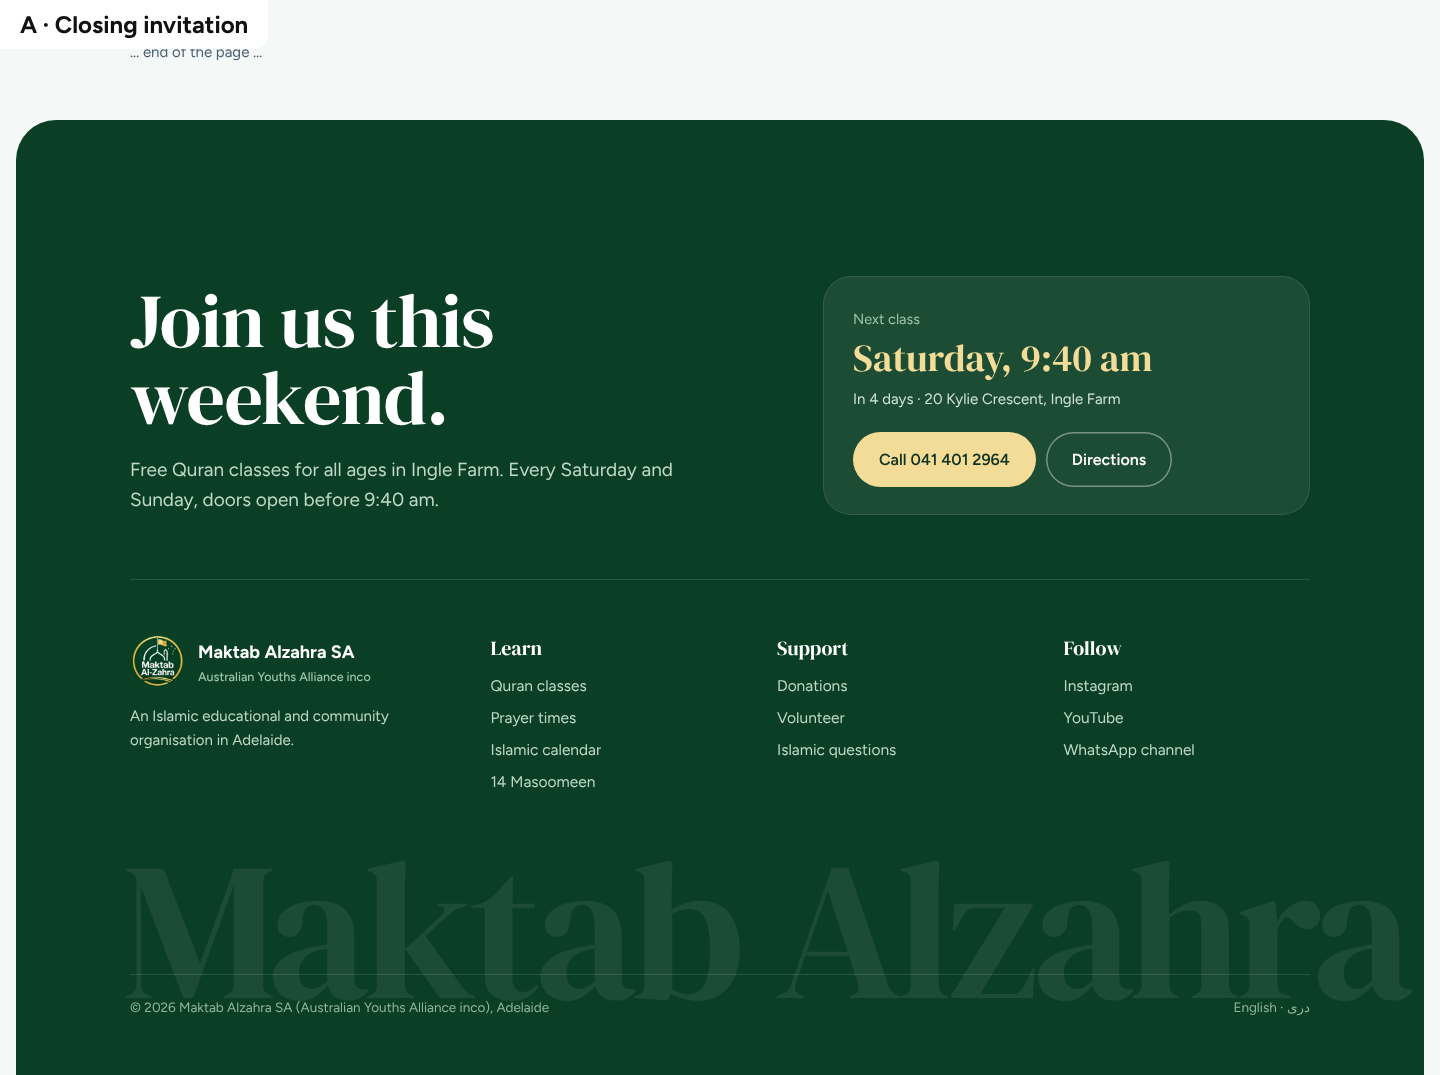 A · Closing invitation
... end of the page ...
Join us this
weekend.
Free Quran classes for all ages in Ingle Farm. Every Saturday and
Sunday, doors open before 9:40 am.
Next class
Saturday, 9:40 am
In 4 days · 20 Kylie Crescent, Ingle Farm
Call 041 401 2964
Directions
Maktab
Al-Zahra
Maktab Alzahra SA
Australian Youths Alliance inco
An Islamic educational and community
organisation in Adelaide.
Learn
Quran classes
Prayer times
Islamic calendar
14 Masoomeen
Support
Donations
Volunteer
Islamic questions
Follow
Instagram
YouTube
WhatsApp channel
Maktab Alzahra
© 2026 Maktab Alzahra SA (Australian Youths Alliance inco), Adelaide
English · دری